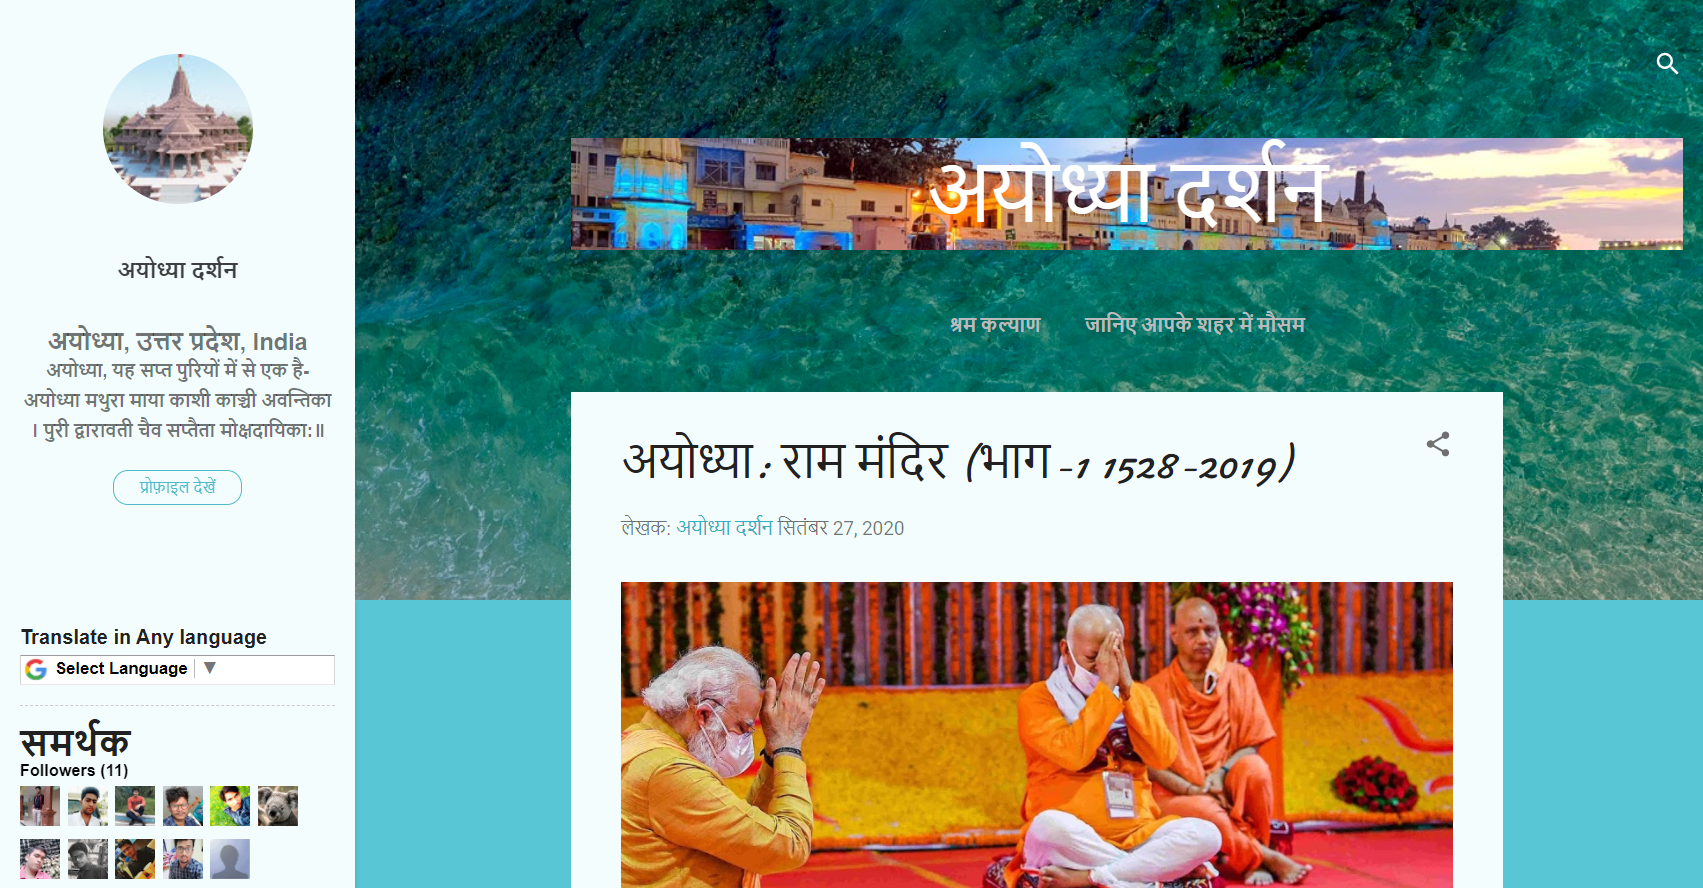 अयोध्या दर्शन
अयोध्या, उत्तर प्रदेश, India
अयोध्या, यह सप्त पुरियों में से एक है-
अयोध्या मथुरा माया काशी काञ्ची अवन्तिका
। पुरी द्वारावती चैव सप्तैता मोक्षदायिका:॥
प्रोफ़ाइल देखें
Translate in Any language
Select Language ▼
समर्थक
Followers (11)
अयोध्या दर्शन
श्रम कल्याण
जानिए आपके शहर में मौसम
अयोध्या: राम मंदिर (भाग-1 1528-2019)
लेखक: अयोध्या दर्शन सितंबर 27, 2020